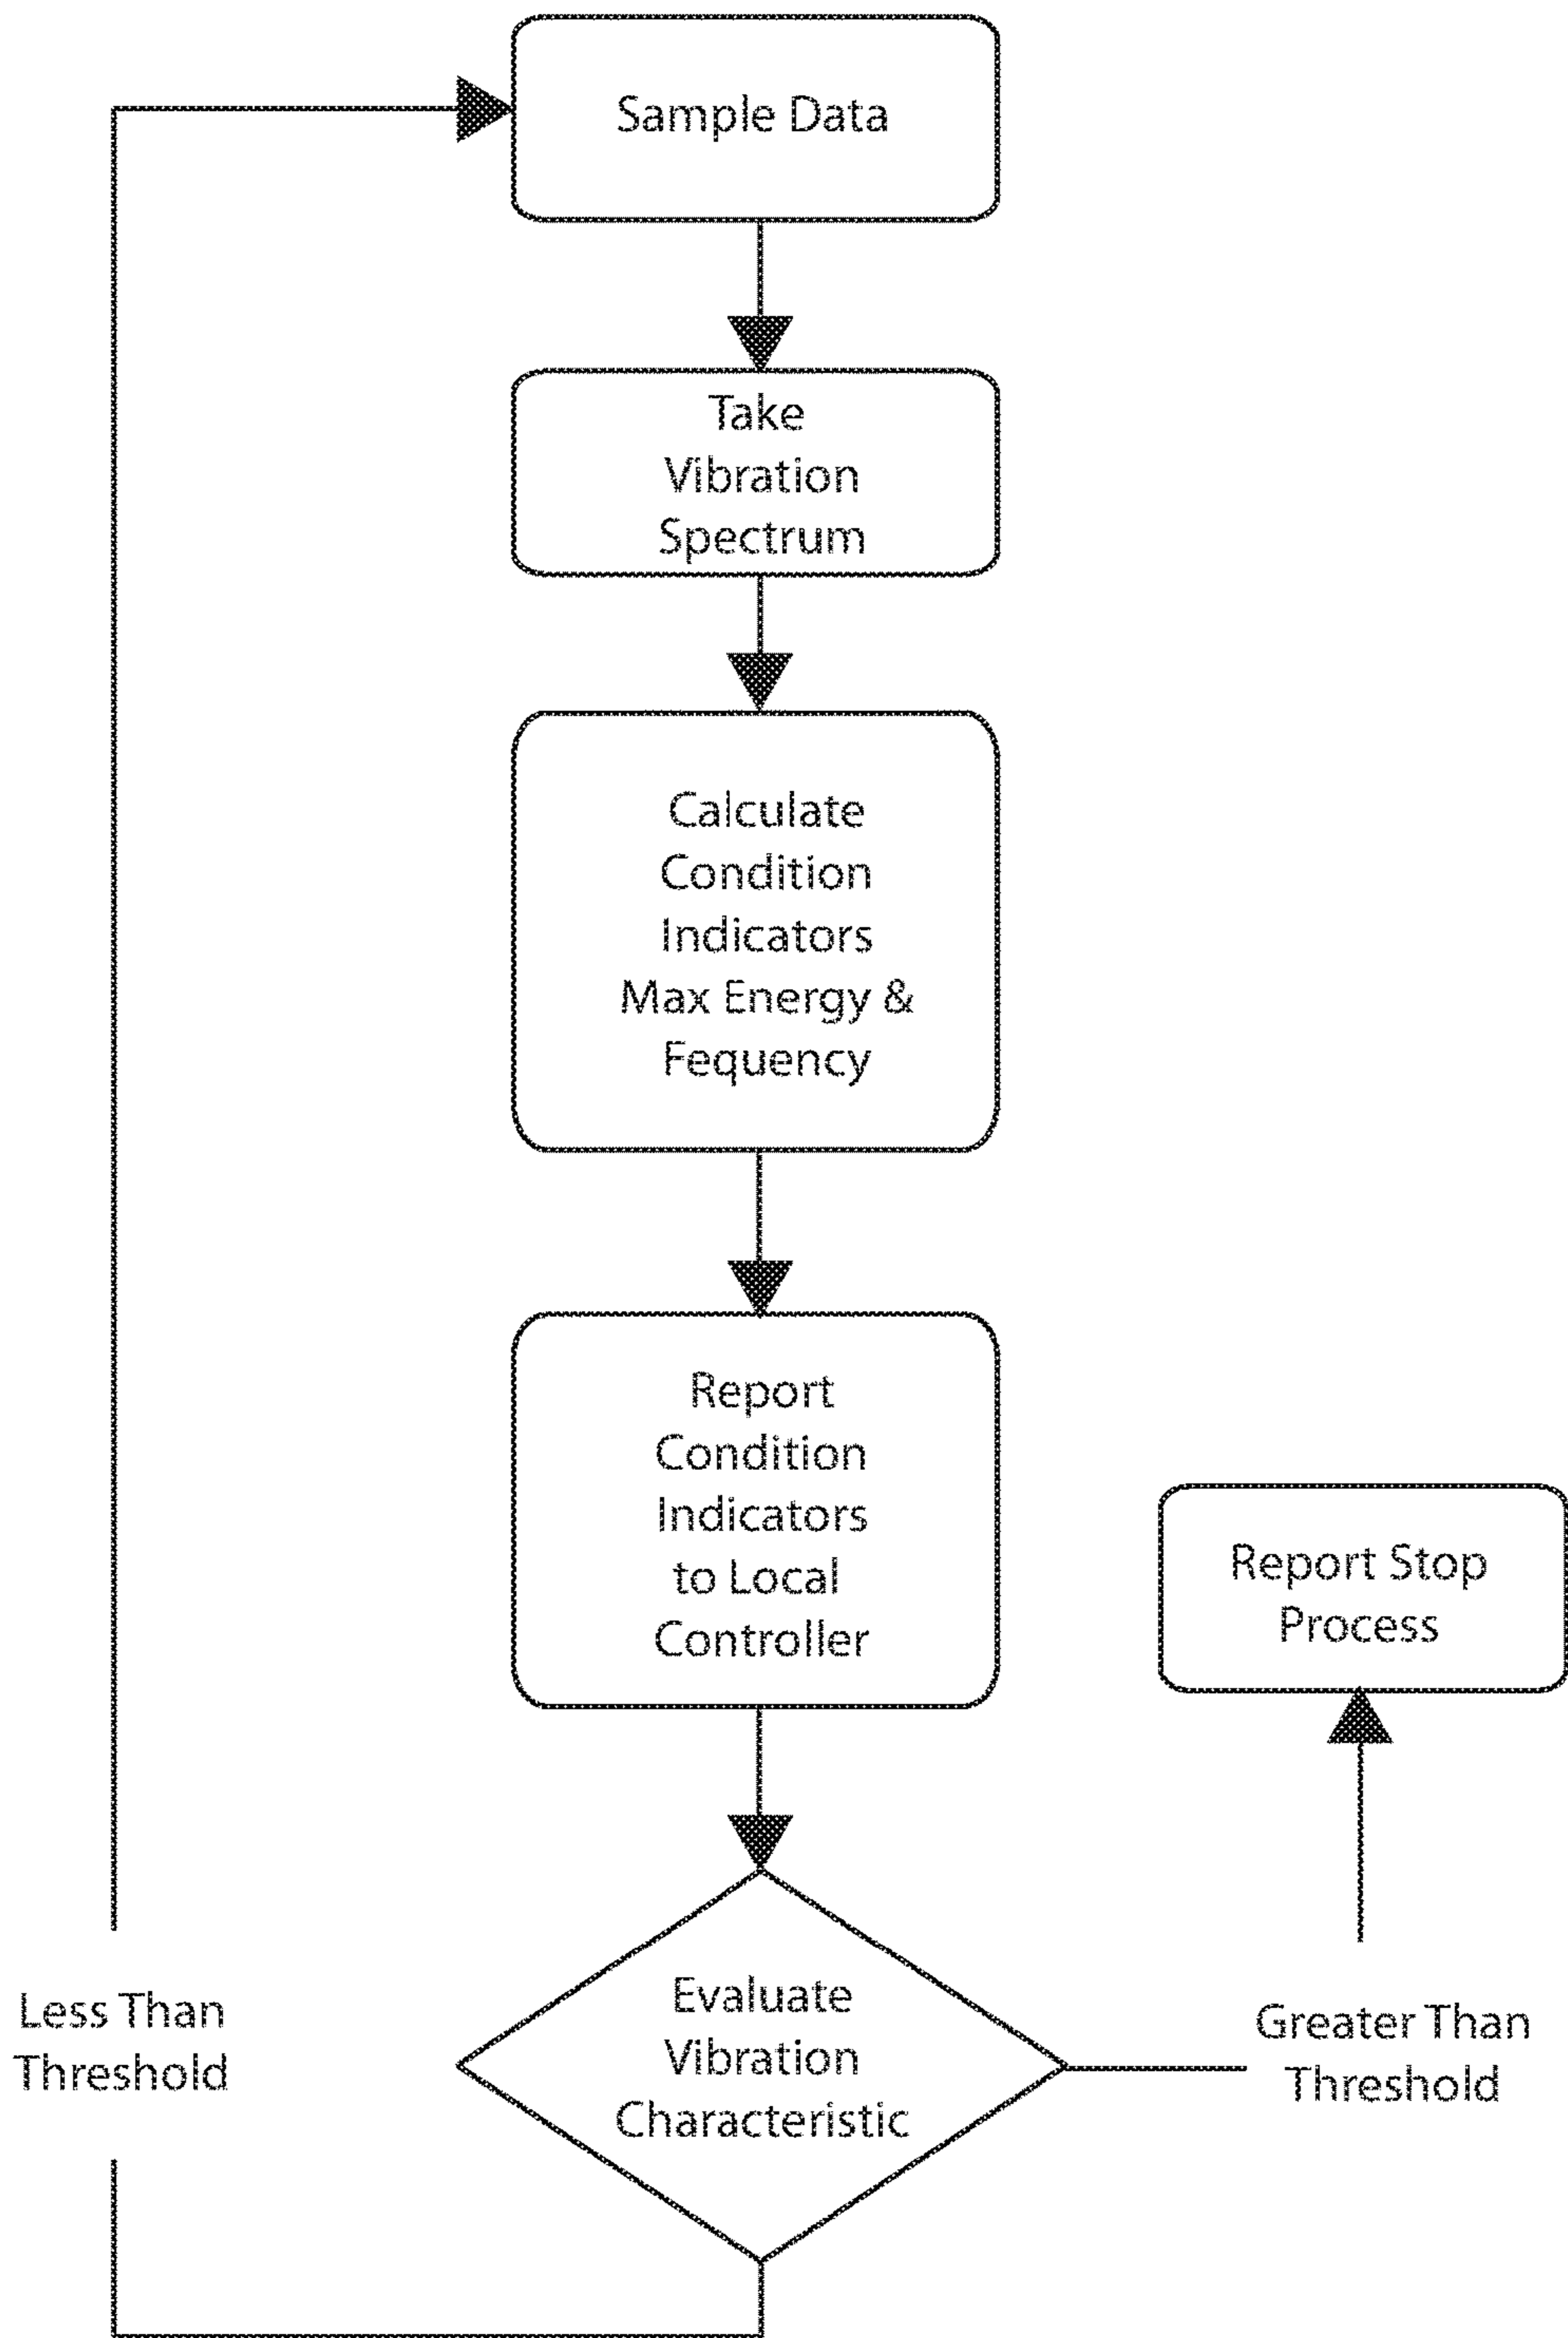 Sample Data
Take
Vibration
Spectrum
Calculate
Condition
Indicators
Max Energy &
Fequency
Report
Condition
Indicators
to Local
Controller
Report Stop
Process
Evaluate
Vibration
Characteristic
Less Than
Threshold
Greater Than
Threshold